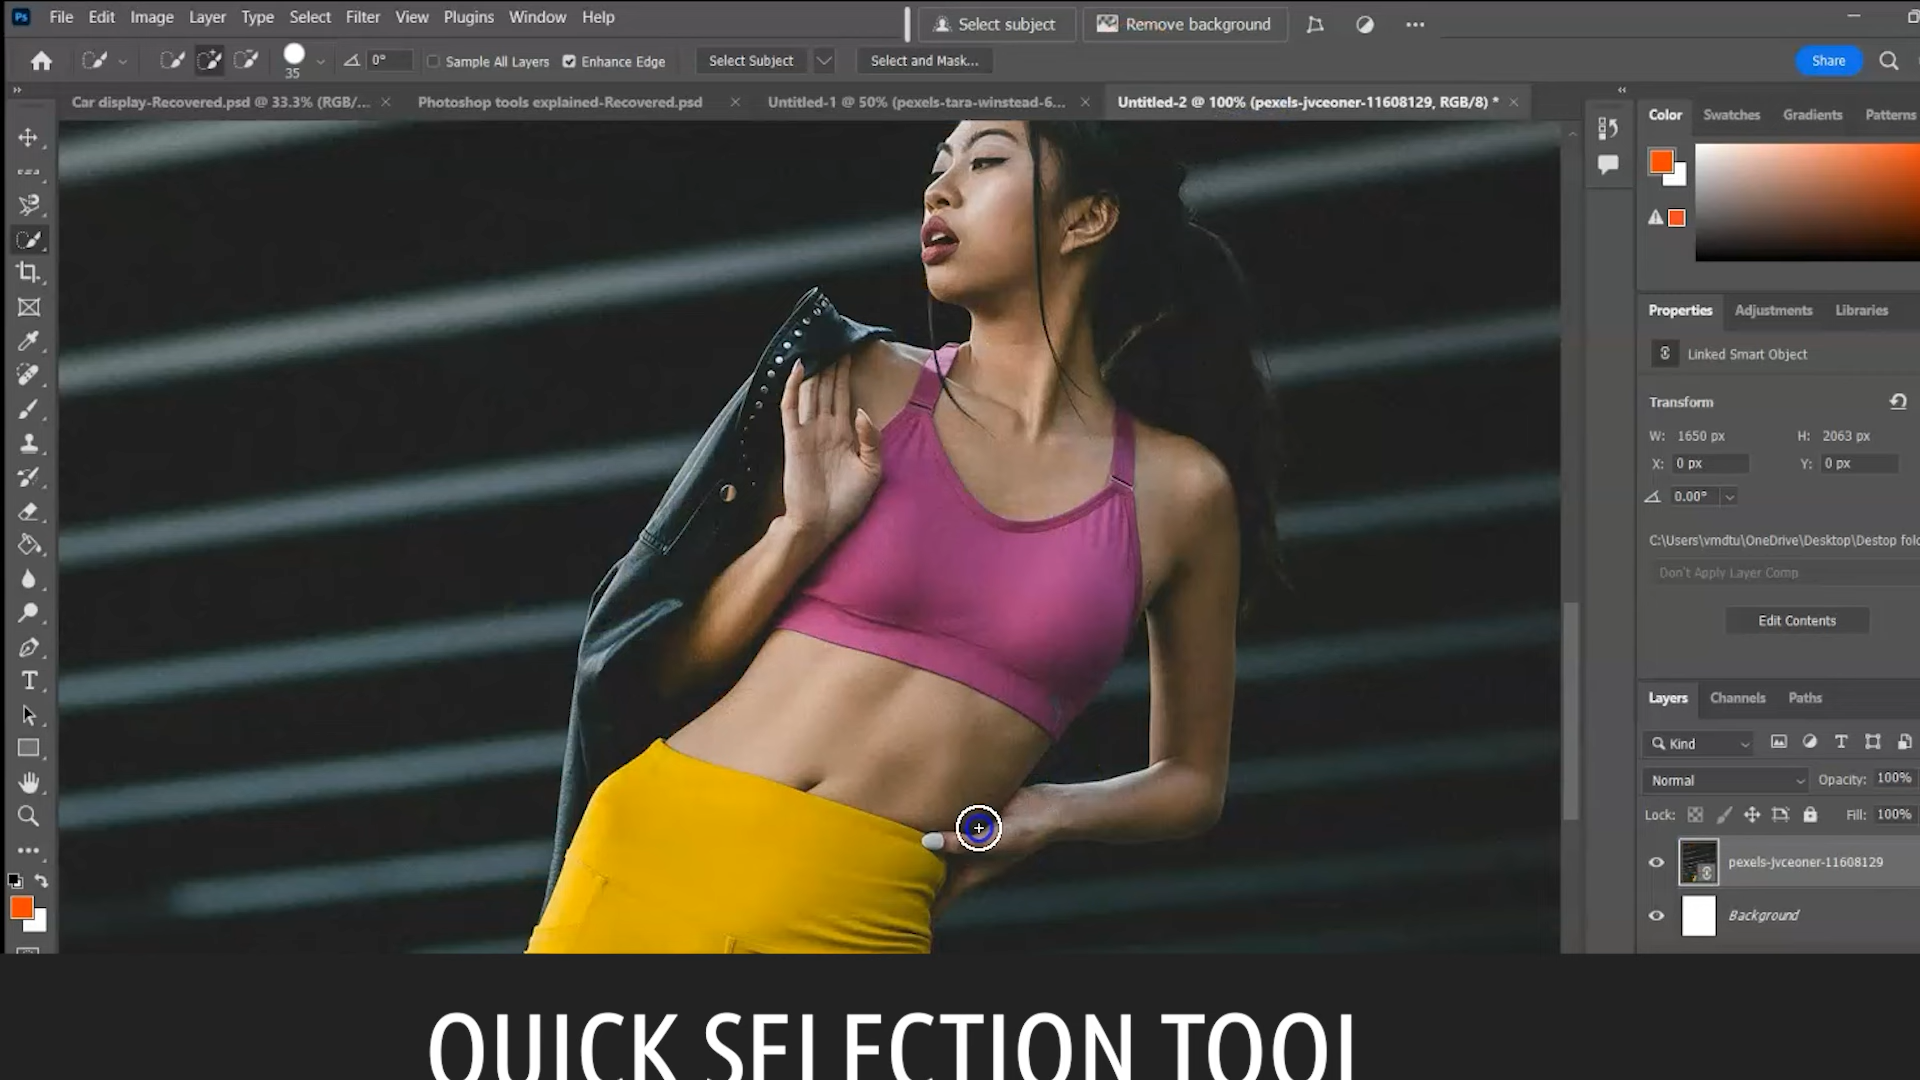 Ps File Edit Image Layer Type Select Filter View Plugins Window Help
Select subject Remove background
35 0° Sample All Layers Enhance Edge Select Subject Select and Mask... Share
Car display-Recovered.psd @ 33.3% (RGB/... Photoshop tools explained-Recovered.psd Untitled-1 @ 50% (pexels-tara-winstead-6... Untitled-2 @ 100% (pexels-jvceoner-11608129, RGB/8) *
Color Swatches Gradients Patterns
Properties Adjustments Libraries
Linked Smart Object
Transform
W: 1650 px H: 2063 px
X: 0 px Y: 0 px
0.00°
C:\Users\vmdtu\OneDrive\Desktop\Destop fol
Don't Apply Layer Comp
Edit Contents
Layers Channels Paths
Kind
Normal Opacity: 100%
Lock: Fill: 100%
pexels-jvceoner-11608129
Background
QUICK SELECTION TOOL